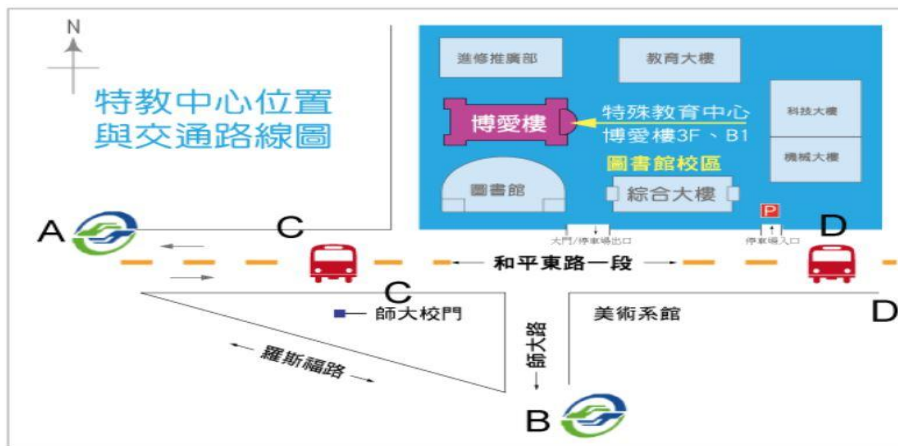 N
特教中心位置
與交通路線圖
進修推廣部
教育大樓
博愛樓
特殊教育中心
博愛樓3F、B1
科技大樓
機械大樓
圖書館校區
圖書館
綜合大樓
P
大門/停車場出口
停車場入口
A
C
D
和平東路一段
C
D
師大校門
美術系館
羅斯福路
師大路
B